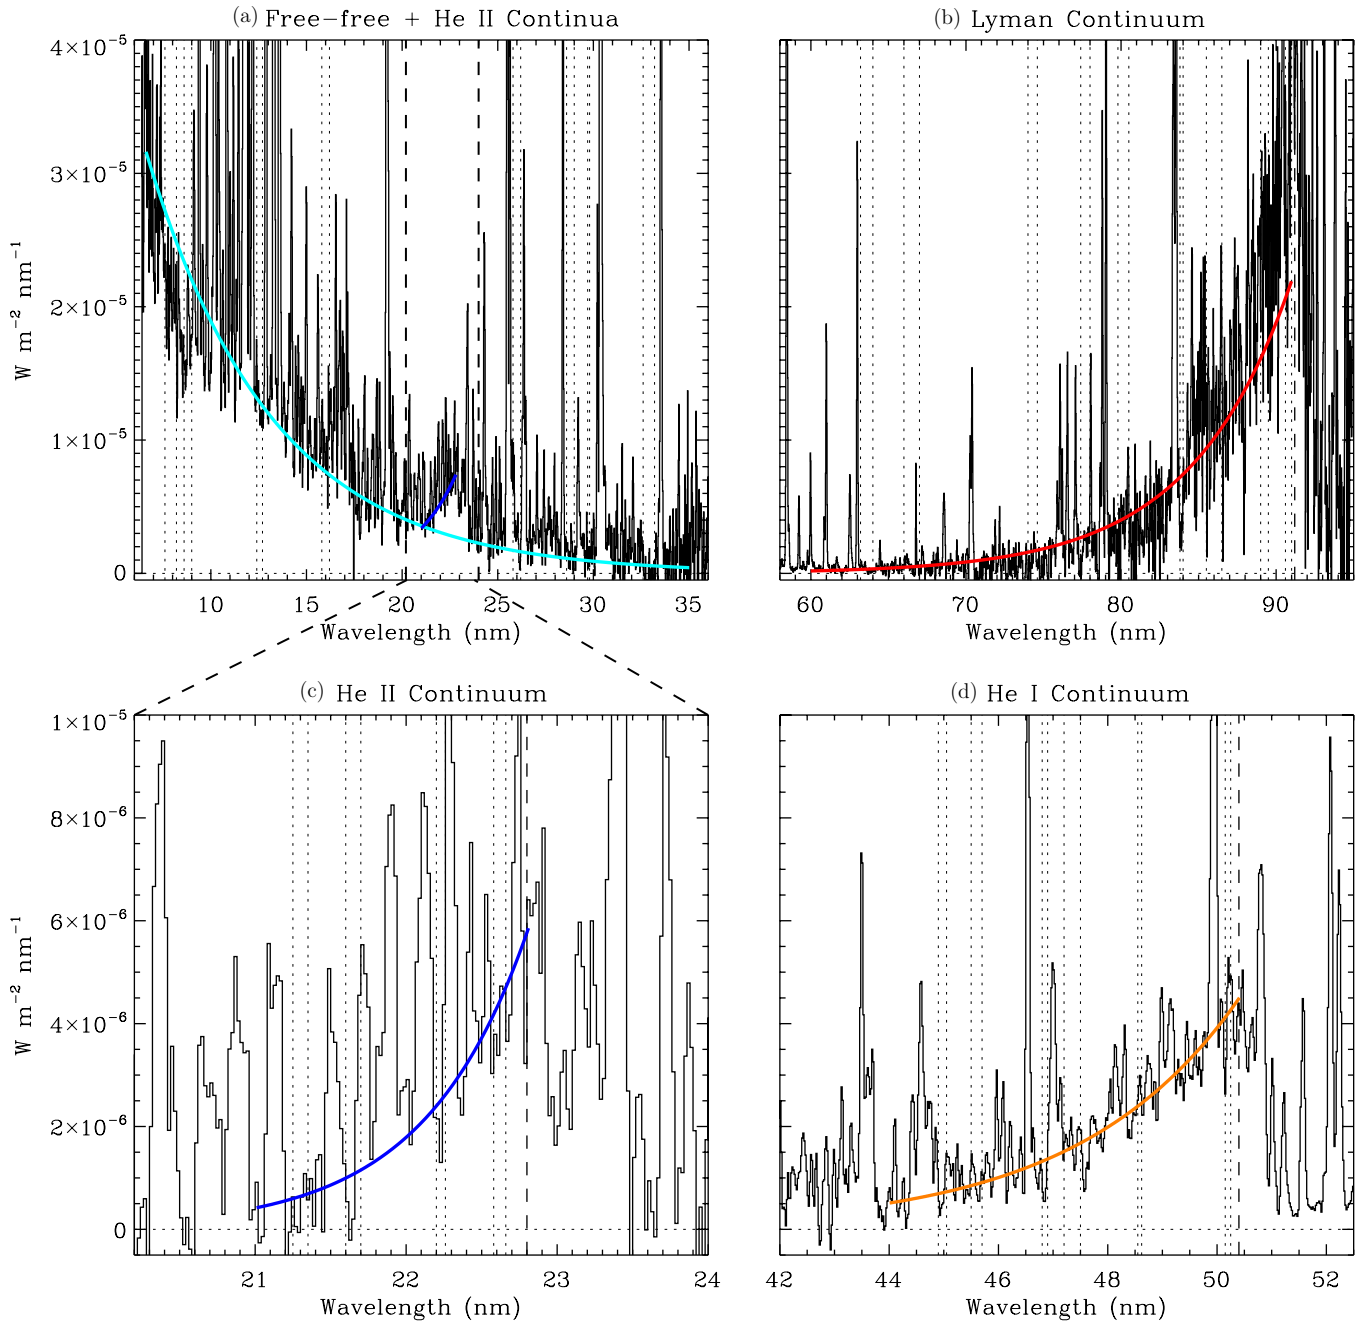 (a) Free-free + He II Continua
(b) Lyman Continuum
4×10⁻⁵
3×10⁻⁵
2×10⁻⁵
1×10⁻⁵
0
W m⁻² nm⁻¹
10 15 20 25 30 35
Wavelength (nm)
60 70 80 90
Wavelength (nm)
(c) He II Continuum
(d) He I Continuum
1×10⁻⁵
8×10⁻⁶
6×10⁻⁶
4×10⁻⁶
2×10⁻⁶
0
W m⁻² nm⁻¹
21 22 23 24
Wavelength (nm)
42 44 46 48 50 52
Wavelength (nm)